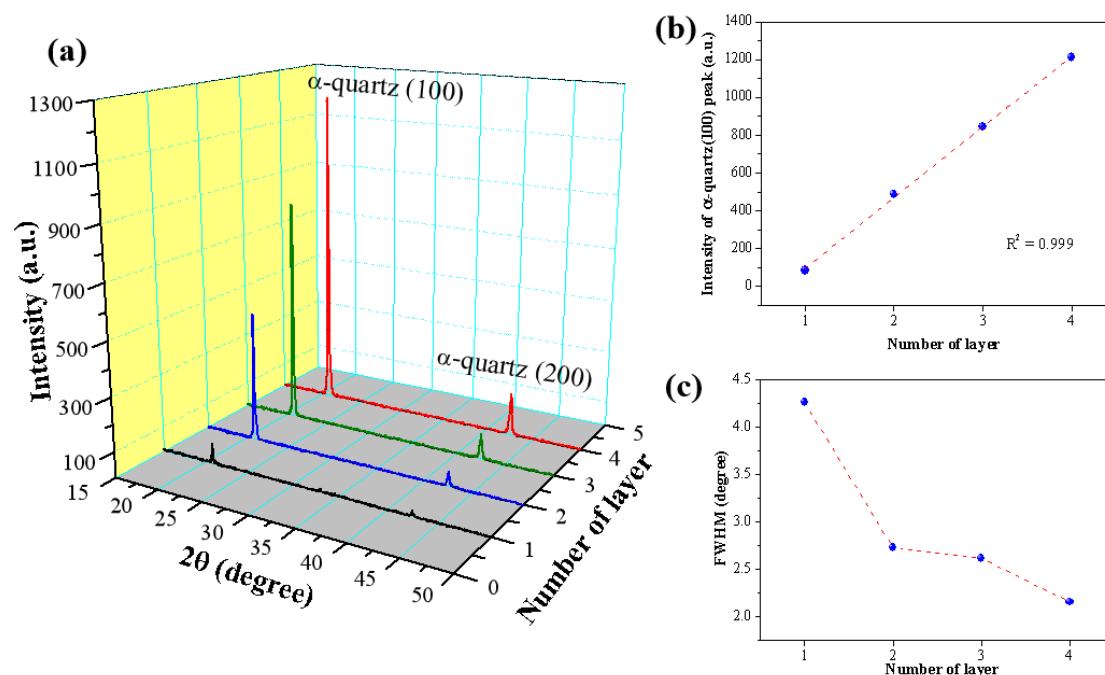 (a)
α-quartz (100)
α-quartz (200)
Intensity (a.u.)
1300
1100
900
700
500
300
100
15
20
25
30
35
40
45
50
2θ (degree)
0
1
2
3
4
5
Number of layer
(b)
Intensity of α-quartz(100) peak (a.u.)
1400
1200
1000
800
600
400
200
0
R² = 0.999
1 2 3 4
Number of layer
(c)
FWHM (degree)
4.5
4.0
3.5
3.0
2.5
2.0
1 2 3 4
Number of layer